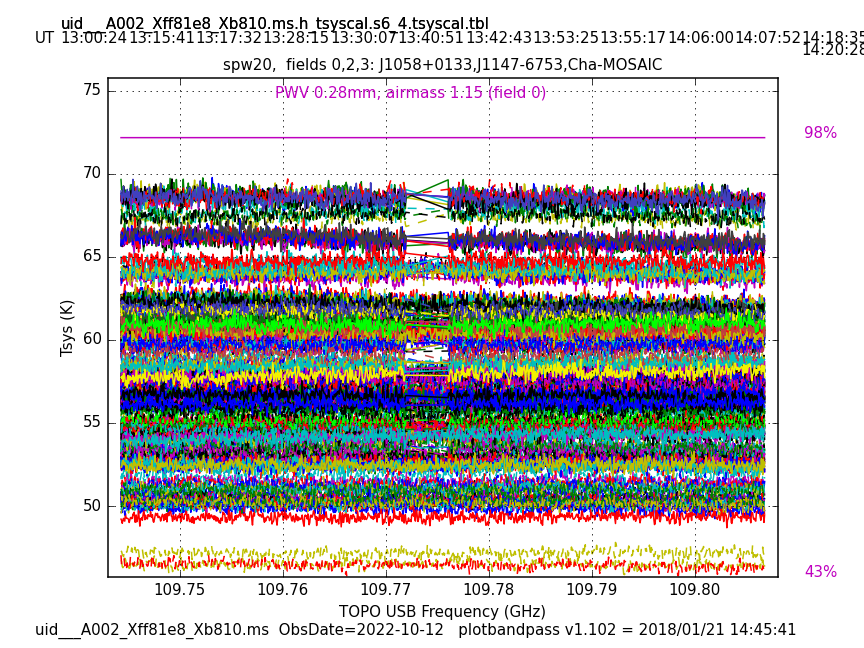 uid___A002_Xff81e8_Xb810.ms.h_tsyscal.s6_4.tsyscal.tbl
UT 13:00:24 13:15:41 13:17:32 13:28:15 13:30:07 13:40:51 13:42:43 13:53:25 13:55:17 14:06:00 14:07:52 14:18:35
14:20:28
spw20, fields 0,2,3: J1058+0133,J1147-6753,Cha-MOSAIC
75
PWV 0.28mm, airmass 1.15 (field 0)
98%
70
65
60
Tsys (K)
55
50
43%
109.75 109.76 109.77 109.78 109.79 109.80
TOPO USB Frequency (GHz)
uid___A002_Xff81e8_Xb810.ms ObsDate=2022-10-12 plotbandpass v1.102 = 2018/01/21 14:45:41